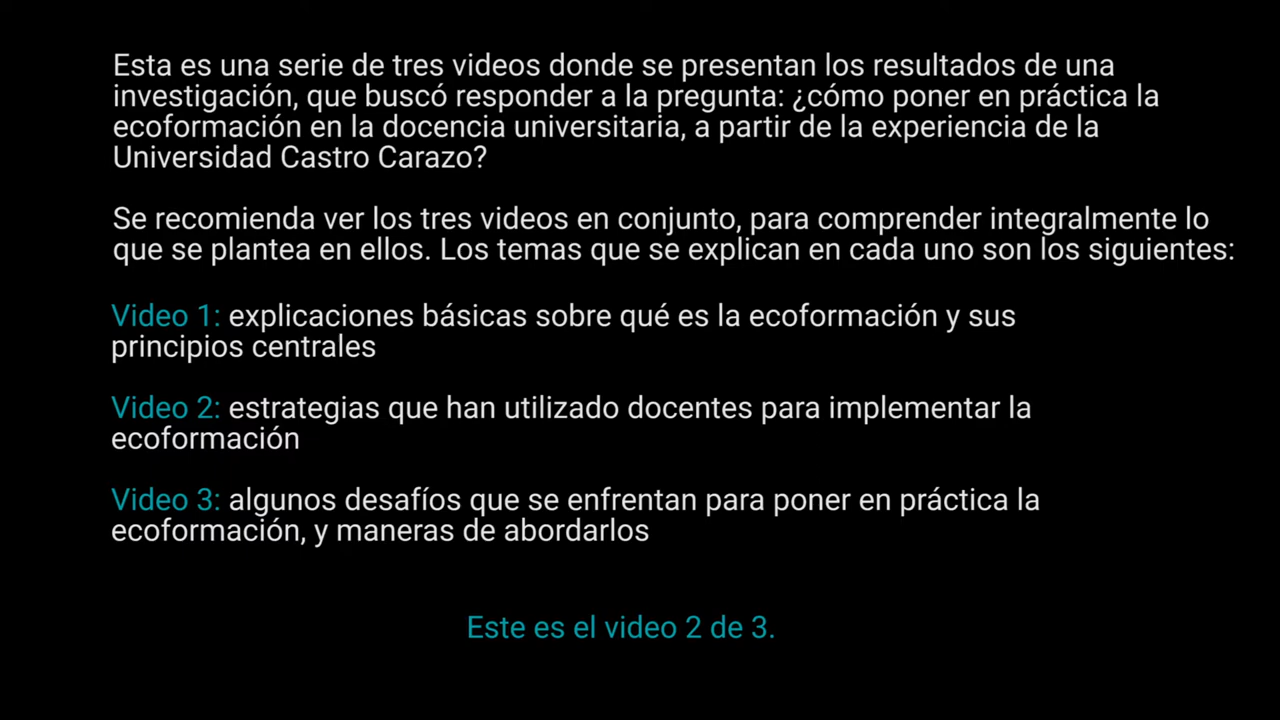 Esta es una serie de tres videos donde se presentan los resultados de una
investigación, que buscó responder a la pregunta: ¿cómo poner en práctica la
ecoformación en la docencia universitaria, a partir de la experiencia de la
Universidad Castro Carazo?
Se recomienda ver los tres videos en conjunto, para comprender integralmente lo
que se plantea en ellos. Los temas que se explican en cada uno son los siguientes:
Video 1: explicaciones básicas sobre qué es la ecoformación y sus
principios centrales
Video 2: estrategias que han utilizado docentes para implementar la
ecoformación
Video 3: algunos desafíos que se enfrentan para poner en práctica la
ecoformación, y maneras de abordarlos
Este es el video 2 de 3.